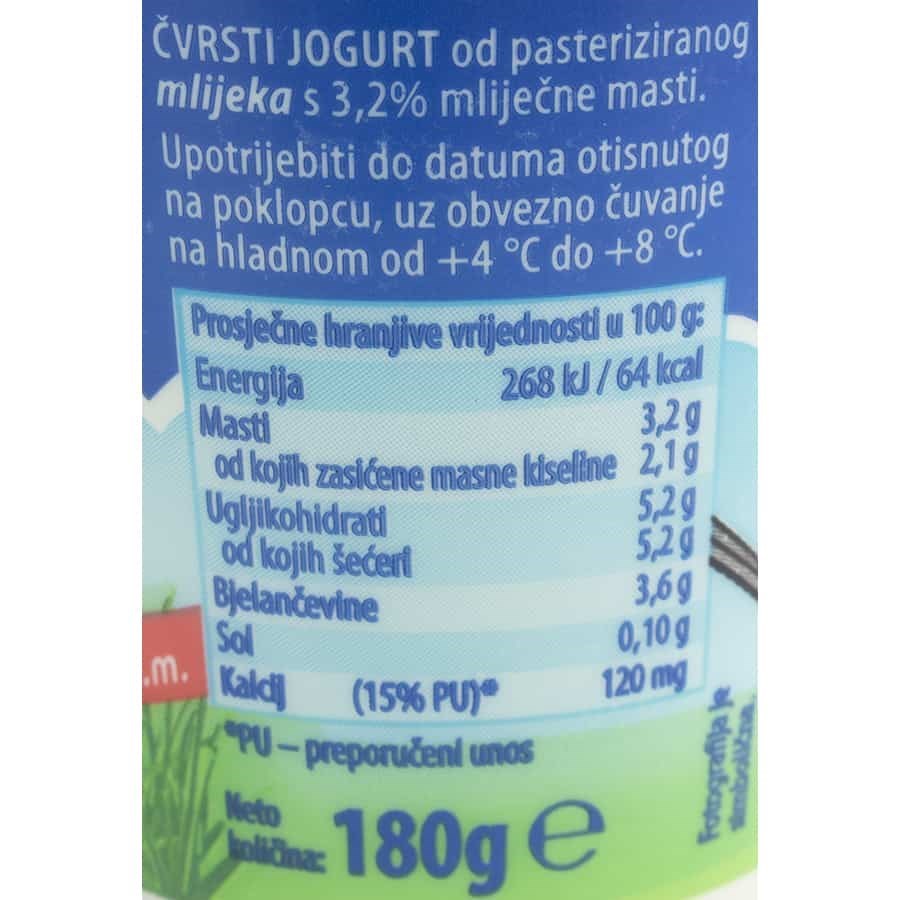 ČVRSTI JOGURT od pasteriziranog
mlijeka s 3,2% mliječne masti.
Upotrijebiti do datuma otisnutog
na poklopcu, uz obvezno čuvanje
na hladnom od +4 °C do +8 °C.
Prosječne hranjive vrijednosti u 100 g:
Energija 268 kJ / 64 kcal
Masti 3,2 g
od kojih zasićene masne kiseline 2,1 g
Ugljikohidrati 5,2 g
od kojih šećeri 5,2 g
Bjelančevine 3,6 g
Sol 0,10 g
Kalcij (15% PU)* 120 mg
*PU – preporučeni unos
.m.
Neto
količina: 180g e
Fotografija je
simbolična.